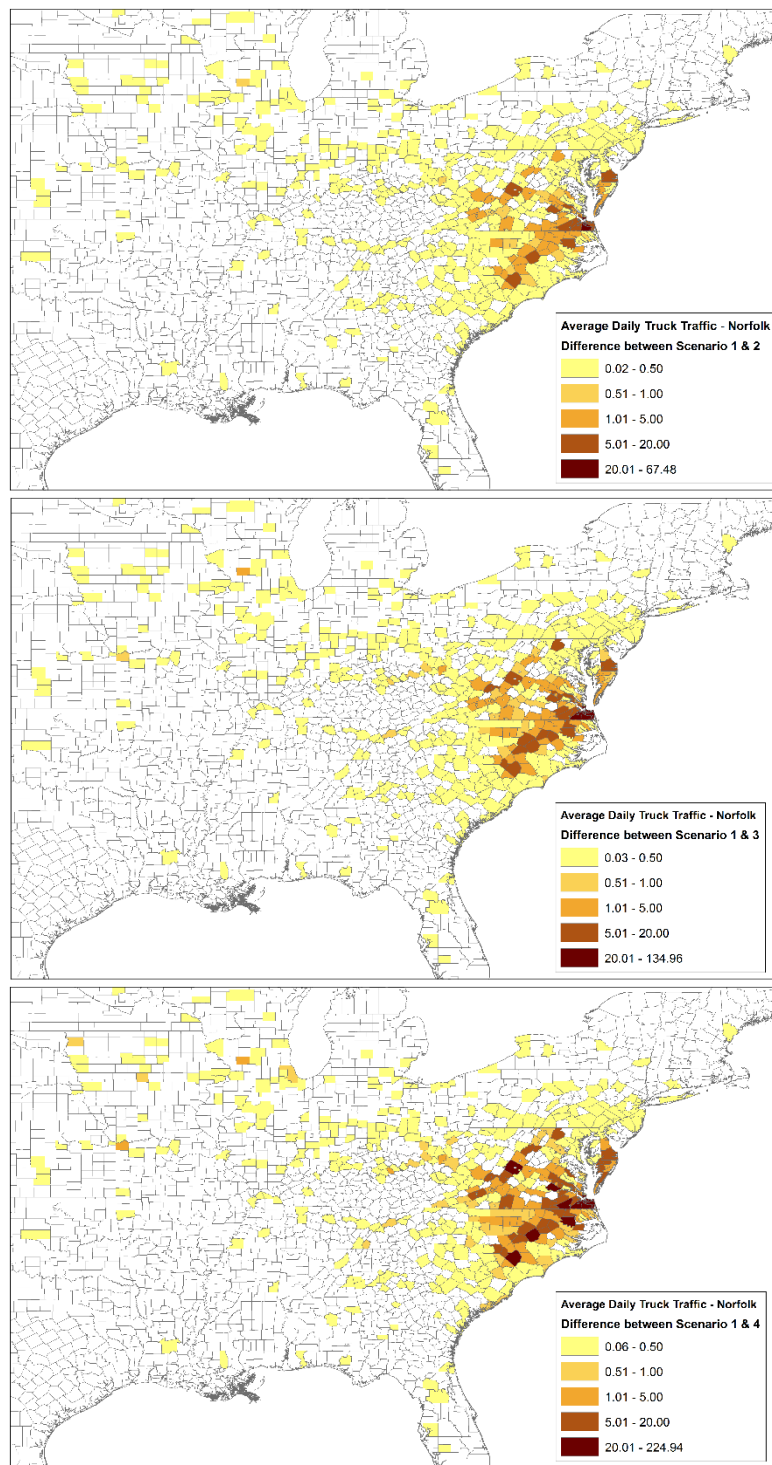 Average Daily Truck Traffic - Norfolk
Difference between Scenario 1 & 2
0.02 - 0.50
0.51 - 1.00
1.01 - 5.00
5.01 - 20.00
20.01 - 67.48
Average Daily Truck Traffic - Norfolk
Difference between Scenario 1 & 3
0.03 - 0.50
0.51 - 1.00
1.01 - 5.00
5.01 - 20.00
20.01 - 134.96
Average Daily Truck Traffic - Norfolk
Difference between Scenario 1 & 4
0.06 - 0.50
0.51 - 1.00
1.01 - 5.00
5.01 - 20.00
20.01 - 224.94